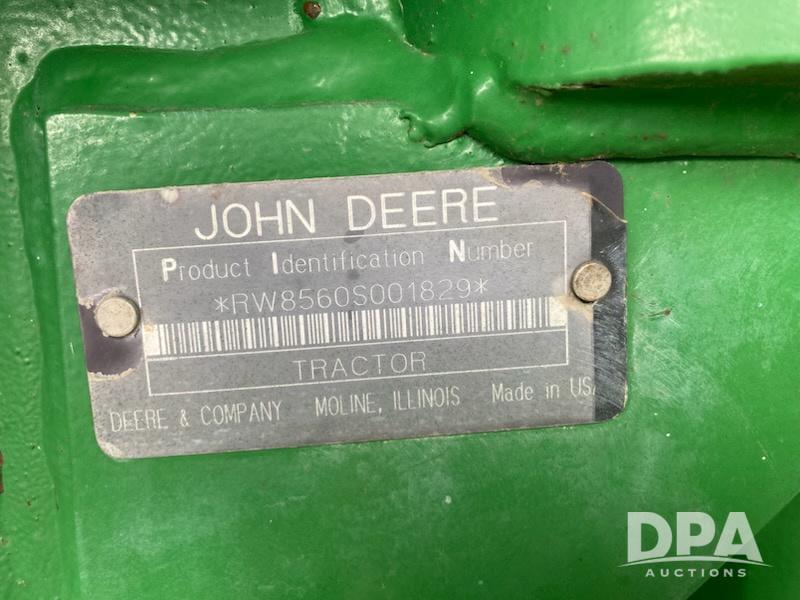 JOHN DEERE
Product Identification Number
*RW8560S001829*
TRACTOR
DEERE & COMPANY MOLINE, ILLINOIS Made in USA
DPA
AUCTIONS